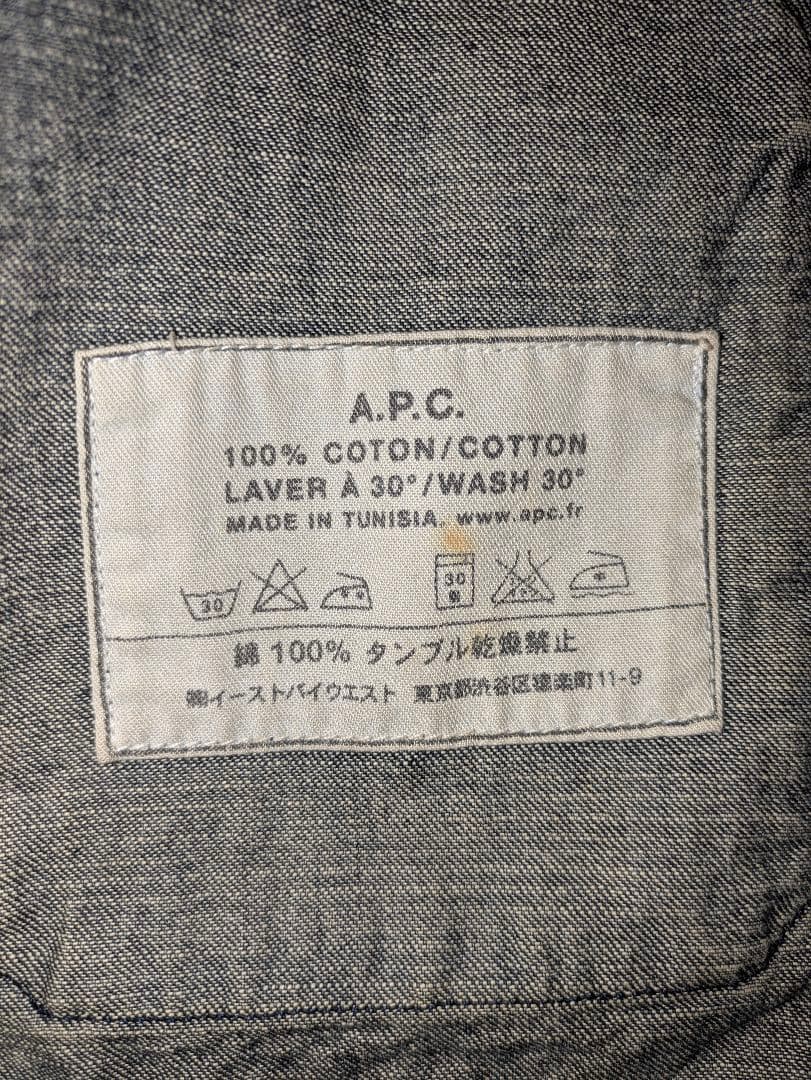 A.P.C.
100% COTON/COTTON
LAVER À 30°/WASH 30°
MADE IN TUNISIA. www.apc.fr
30 30
綿 100% タンブル乾燥禁止
㈱イーストバイウエスト 東京都渋谷区猿楽町11-9